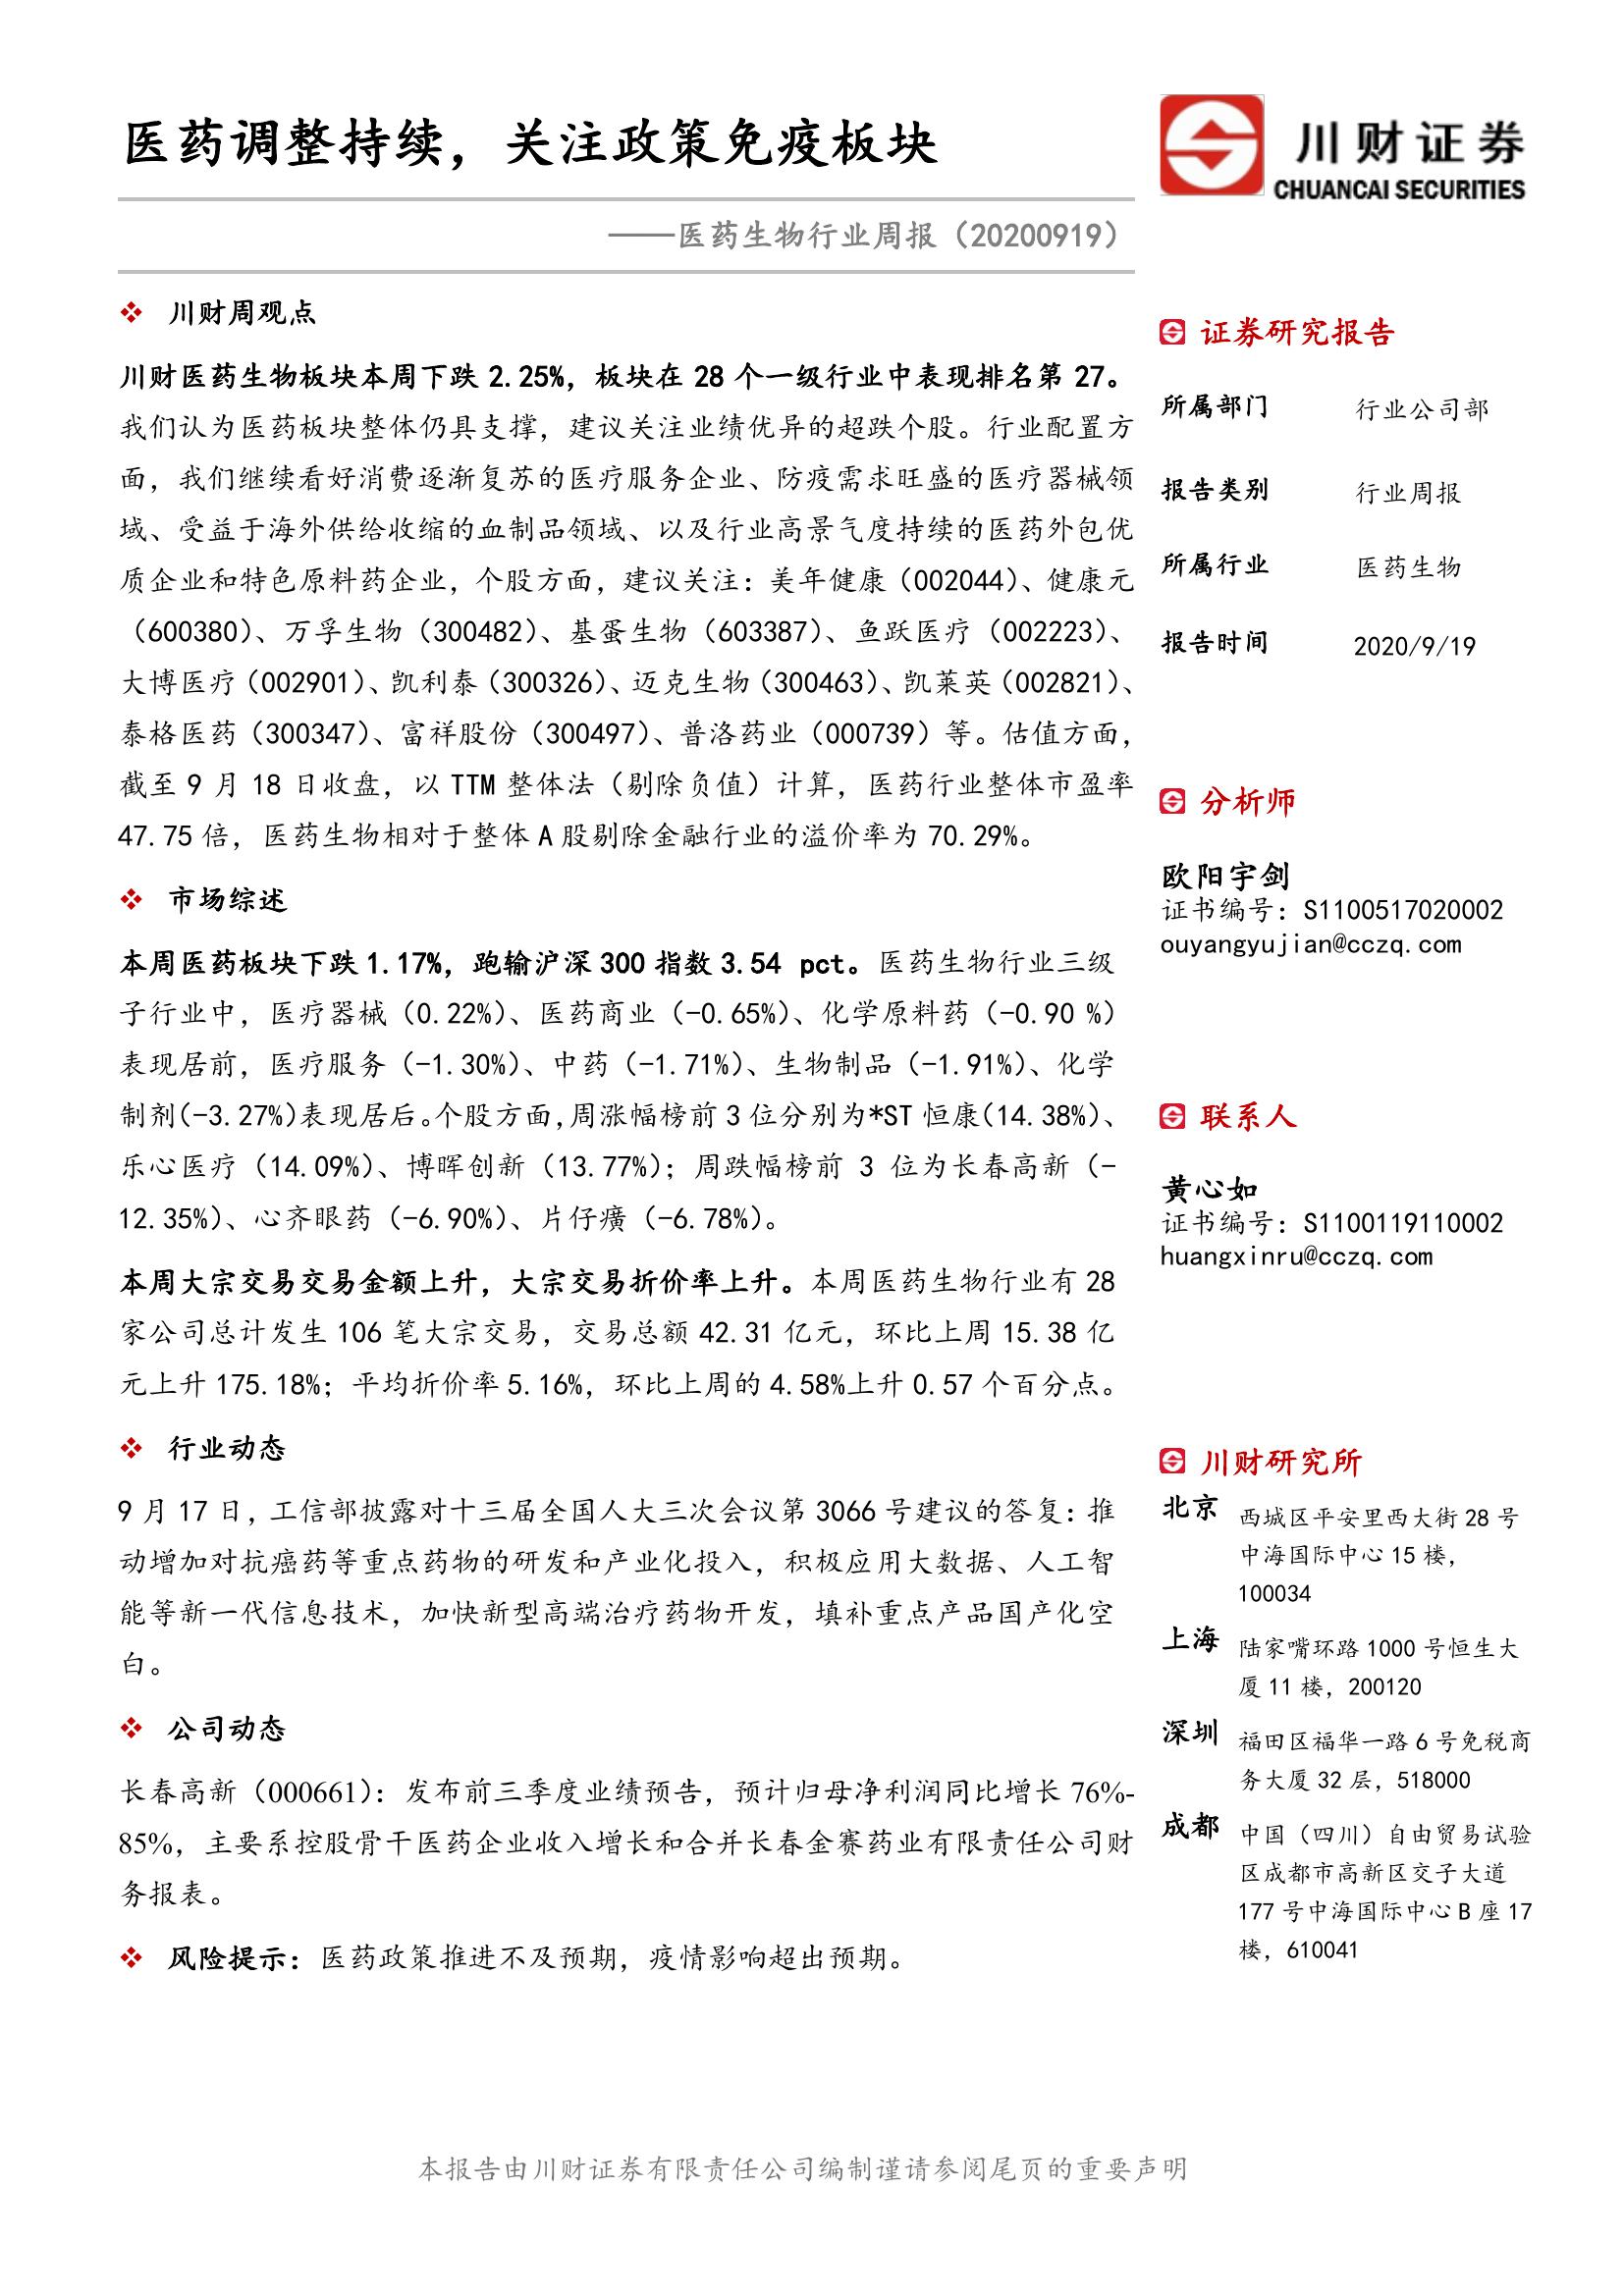 医药调整持续，关注政策免疫板块
——医药生物行业周报（20200919）
川财证券
CHUANCAI SECURITIES
❖ 川财周观点
川财医药生物板块本周下跌 2.25%，板块在 28 个一级行业中表现排名第 27。
我们认为医药板块整体仍具支撑，建议关注业绩优异的超跌个股。行业配置方
面，我们继续看好消费逐渐复苏的医疗服务企业、防疫需求旺盛的医疗器械领
域、受益于海外供给收缩的血制品领域、以及行业高景气度持续的医药外包优
质企业和特色原料药企业，个股方面，建议关注：美年健康（002044）、健康元
（600380）、万孚生物（300482）、基蛋生物（603387）、鱼跃医疗（002223）、
大博医疗（002901）、凯利泰（300326）、迈克生物（300463）、凯莱英（002821）、
泰格医药（300347）、富祥股份（300497）、普洛药业（000739）等。估值方面，
截至 9 月 18 日收盘，以 TTM 整体法（剔除负值）计算，医药行业整体市盈率
47.75 倍，医药生物相对于整体 A 股剔除金融行业的溢价率为 70.29%。
❖ 市场综述
本周医药板块下跌 1.17%，跑输沪深 300 指数 3.54 pct。医药生物行业三级
子行业中，医疗器械（0.22%）、医药商业（-0.65%）、化学原料药（-0.90 %）
表现居前，医疗服务（-1.30%）、中药（-1.71%）、生物制品（-1.91%）、化学
制剂(-3.27%)表现居后。个股方面，周涨幅榜前 3 位分别为*ST 恒康(14.38%)、
乐心医疗（14.09%）、博晖创新（13.77%）；周跌幅榜前 3 位为长春高新（-
12.35%）、心齐眼药（-6.90%）、片仔癀（-6.78%）。
本周大宗交易交易金额上升，大宗交易折价率上升。本周医药生物行业有 28
家公司总计发生 106 笔大宗交易，交易总额 42.31 亿元，环比上周 15.38 亿
元上升 175.18%；平均折价率 5.16%，环比上周的 4.58%上升 0.57 个百分点。
❖ 行业动态
9 月 17 日，工信部披露对十三届全国人大三次会议第 3066 号建议的答复：推
动增加对抗癌药等重点药物的研发和产业化投入，积极应用大数据、人工智
能等新一代信息技术，加快新型高端治疗药物开发，填补重点产品国产化空
白。
❖ 公司动态
长春高新（000661）：发布前三季度业绩预告，预计归母净利润同比增长 76%-
85%，主要系控股骨干医药企业收入增长和合并长春金赛药业有限责任公司财
务报表。
❖ 风险提示：医药政策推进不及预期，疫情影响超出预期。
证券研究报告
所属部门 行业公司部
报告类别 行业周报
所属行业 医药生物
报告时间 2020/9/19
分析师
欧阳宇剑
证书编号：S1100517020002
ouyangyujian@cczq.com
联系人
黄心如
证书编号：S1100119110002
huangxinru@cczq.com
川财研究所
北京 西城区平安里西大街 28 号
中海国际中心 15 楼，
100034
上海 陆家嘴环路 1000 号恒生大
厦 11 楼，200120
深圳 福田区福华一路 6 号免税商
务大厦 32 层，518000
成都 中国（四川）自由贸易试验
区成都市高新区交子大道
177 号中海国际中心 B 座 17
楼，610041
本报告由川财证券有限责任公司编制谨请参阅尾页的重要声明